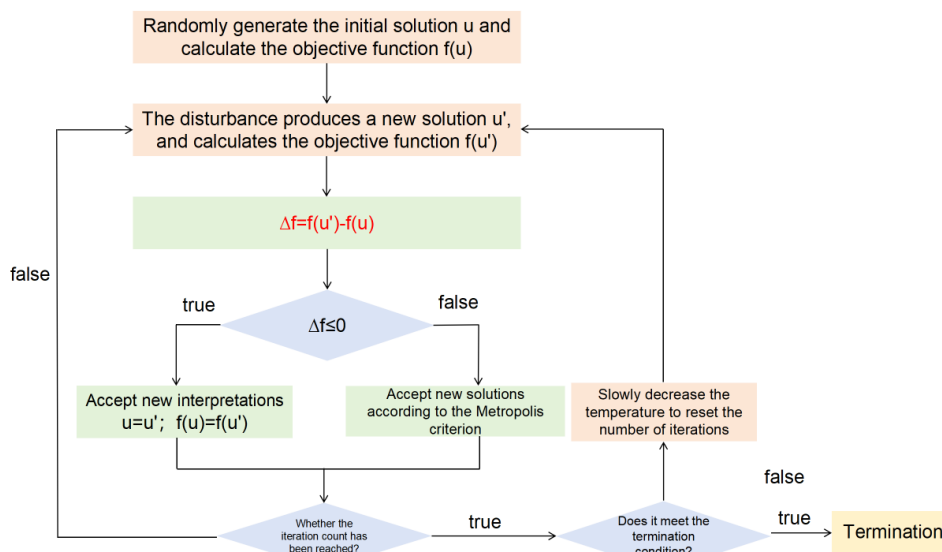 Randomly generate the initial solution u and
calculate the objective function f(u)
The disturbance produces a new solution u',
and calculates the objective function f(u')
Δf=f(u')-f(u)
false
true
false
Δf≤0
Accept new interpretations
u=u'; f(u)=f(u')
Accept new solutions
according to the Metropolis
criterion
Slowly decrease the
temperature to reset the
number of iterations
false
Whether the
iteration count has
been reached?
true
Does it meet the
termination
condition?
true
Termination